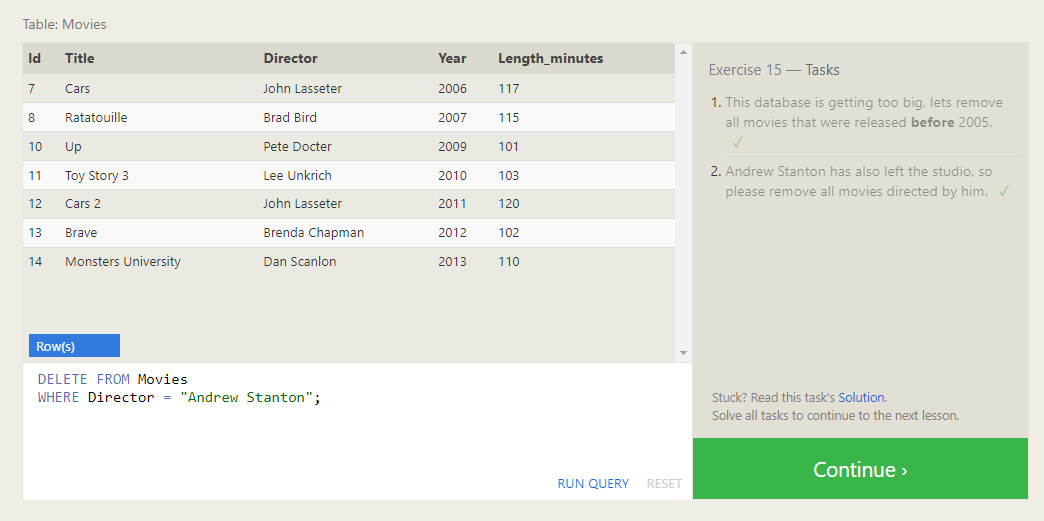 Table: Movies
Id Title Director Year Length_minutes
7 Cars John Lasseter 2006 117
8 Ratatouille Brad Bird 2007 115
10 Up Pete Docter 2009 101
11 Toy Story 3 Lee Unkrich 2010 103
12 Cars 2 John Lasseter 2011 120
13 Brave Brenda Chapman 2012 102
14 Monsters University Dan Scanlon 2013 110
Row(s)
DELETE FROM Movies
WHERE Director = "Andrew Stanton";
RUN QUERY RESET
Exercise 15 — Tasks
1. This database is getting too big, lets remove
all movies that were released before 2005.
✓
2. Andrew Stanton has also left the studio, so
please remove all movies directed by him. ✓
Stuck? Read this task's Solution.
Solve all tasks to continue to the next lesson.
Continue ›